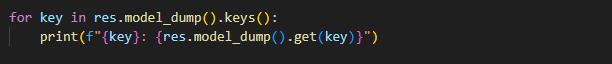 for key in res.model_dump().keys():
    print(f"{key}: {res.model_dump().get(key)}")